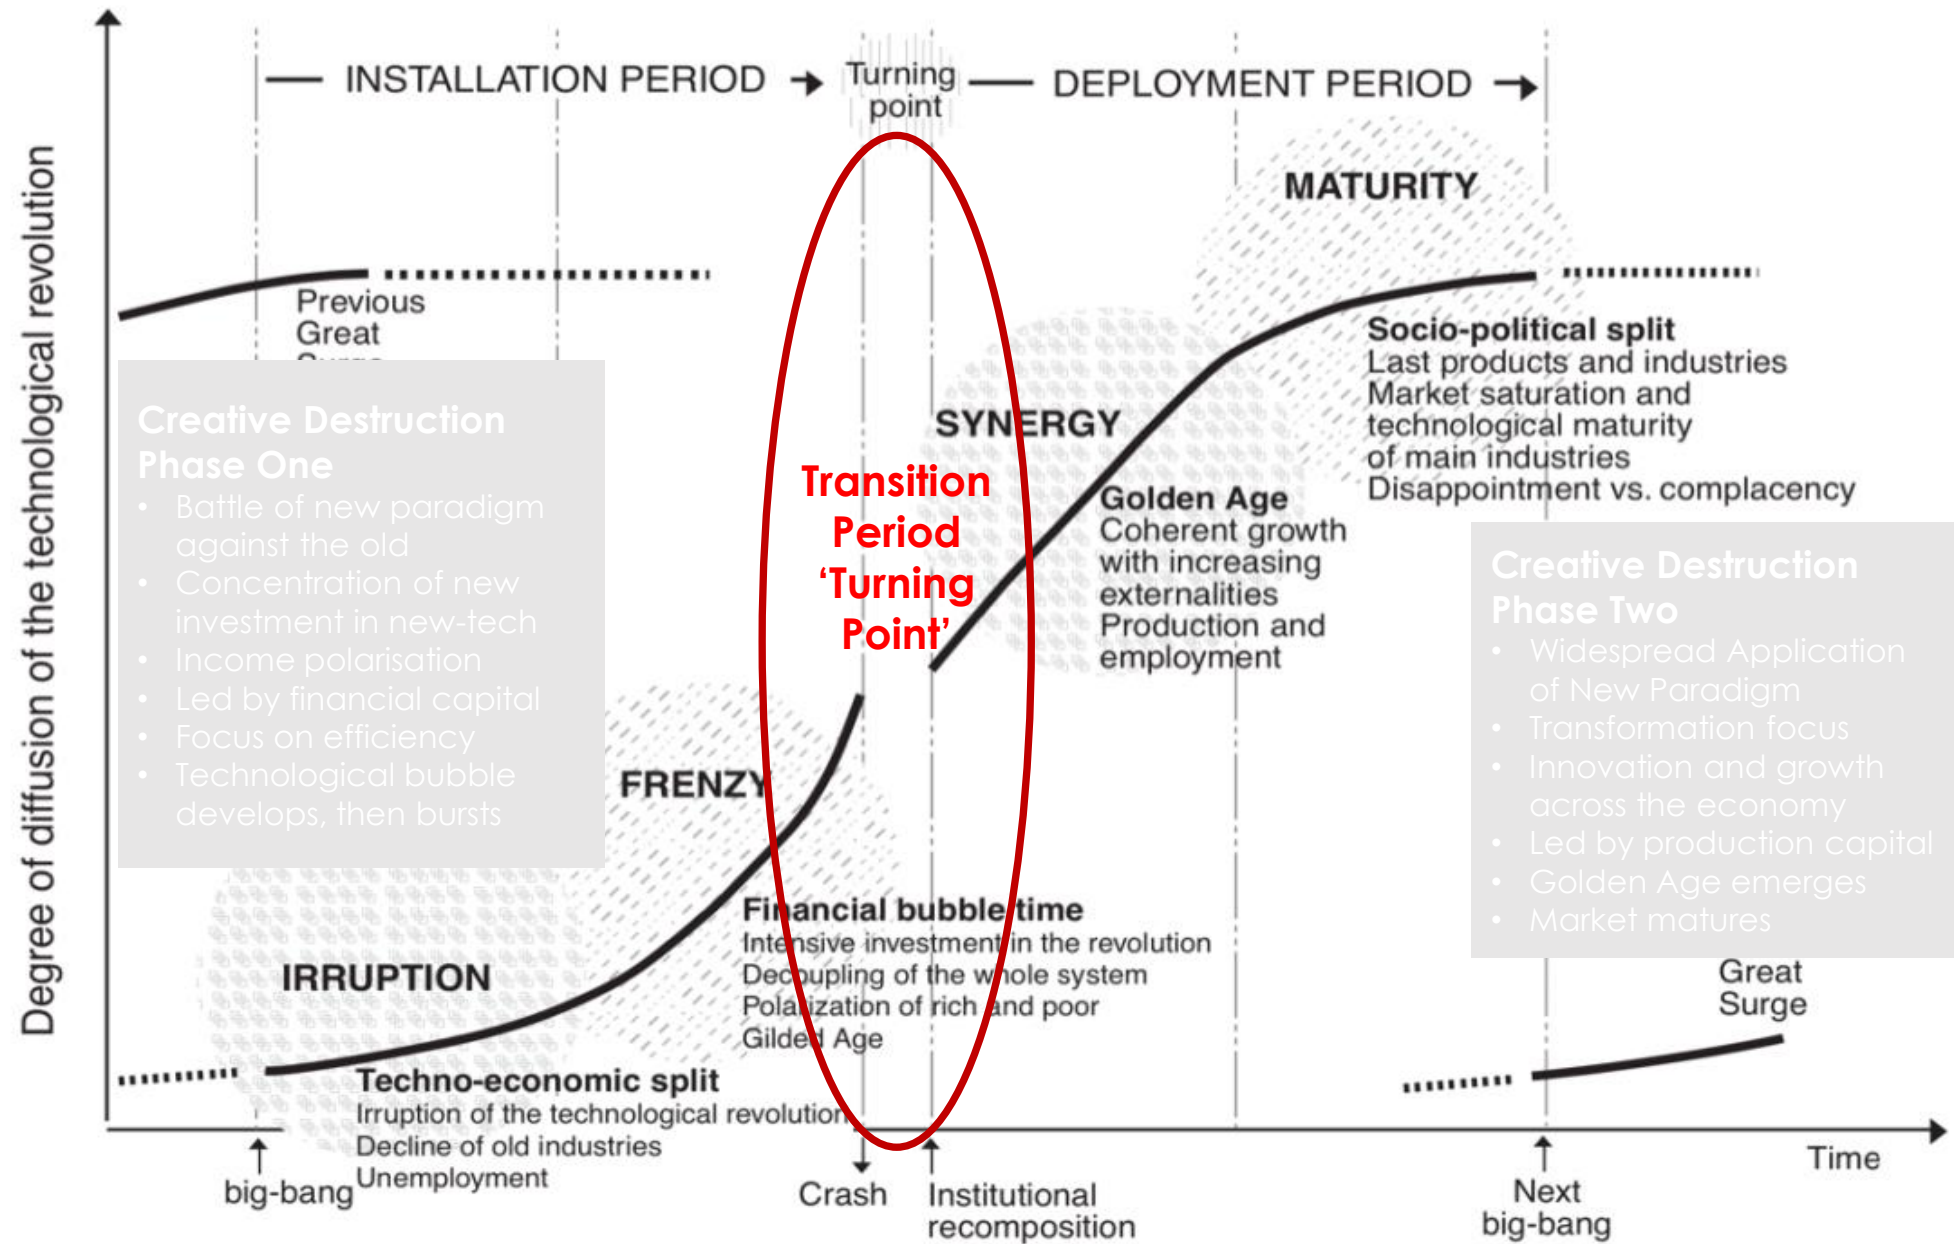 INSTALLATION PERIOD
Turning
point
DEPLOYMENT PERIOD
Degree of diffusion of the technological revolution
MATURITY
Previous
Great
Surge
Creative Destruction
Phase One
• Battle of new paradigm
against the old
• Concentration of new
investment in new-tech
• Income polarisation
• Led by financial capital
• Focus on efficiency
• Technological bubble
develops, then bursts
Socio-political split
Last products and industries
Market saturation and
technological maturity
of main industries
Disappointment vs. complacency
SYNERGY
Transition
Period
‘Turning
Point’
Golden Age
Coherent growth
with increasing
externalities
Production and
employment
Creative Destruction
Phase Two
• Widespread Application
of New Paradigm
• Transformation focus
• Innovation and growth
across the economy
• Led by production capital
• Golden Age emerges
• Market matures
FRENZY
Financial bubble time
Intensive investment in the revolution
Decoupling of the whole system
Polarization of rich and poor
Gilded Age
IRRUPTION
Great
Surge
Techno-economic split
Irruption of the technological revolution
Decline of old industries
Unemployment
big-bang
Crash
Institutional
recomposition
Next
big-bang
Time